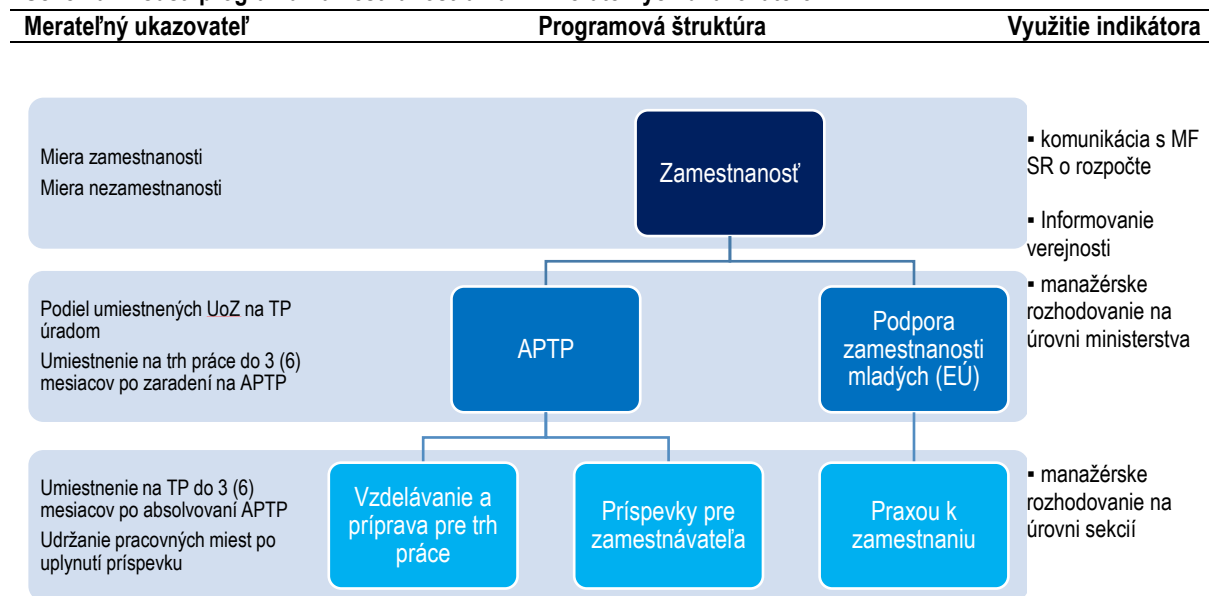 Merateľný ukazovateľ Programová štruktúra Využitie indikátora
Miera zamestnanosti
Miera nezamestnanosti
Zamestnanosť
▪ komunikácia s MF
SR o rozpočte
▪ Informovanie
verejnosti
Podiel umiestnených UoZ na TP
úradom
Umiestnenie na trh práce do 3 (6)
mesiacov po zaradení na APTP
APTP
Podpora
zamestnanosti
mladých (EÚ)
▪ manažérske
rozhodovanie na
úrovni ministerstva
Umiestnenie na TP do 3 (6)
mesiacov po absolvovaní APTP
Udržanie pracovných miest po
uplynutí príspevku
Vzdelávanie a
príprava pre trh
práce
Príspevky pre
zamestnávateľa
Praxou k
zamestnaniu
▪ manažérske
rozhodovanie na
úrovni sekcií